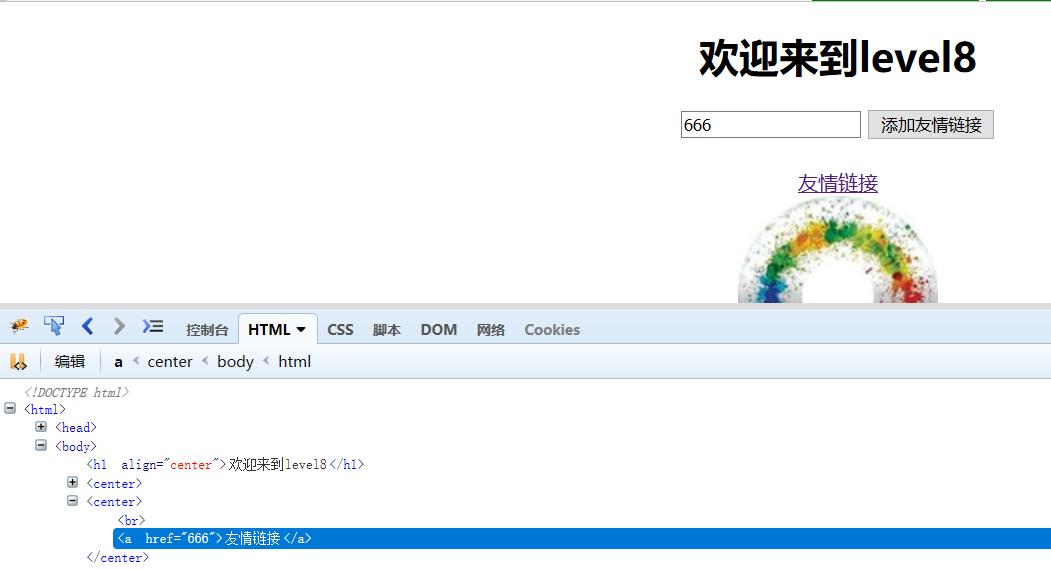 欢迎来到level8
666 添加友情链接
友情链接
控制台 HTML CSS 脚本 DOM 网络 Cookies
编辑 a < center < body < html
<!DOCTYPE html>
<html>
<head>
<body>
<h1 align="center">欢迎来到level8</h1>
<center>
<center>
<br>
<a href="666">友情链接</a>
</center>